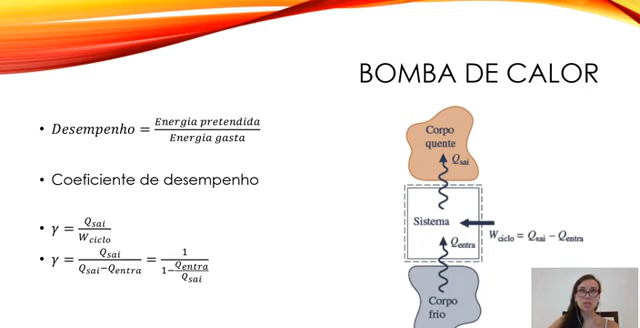 BOMBA DE CALOR
• Desempenho = Energia pretendida / Energia gasta
• Coeficiente de desempenho
• γ = Q_sai / W_ciclo
• γ = Q_sai / (Q_sai − Q_entra) = 1 / (1 − Q_entra / Q_sai)
Corpo
quente
Q_sai
Sistema
W_ciclo = Q_sai − Q_entra
Q_entra
Corpo
frio